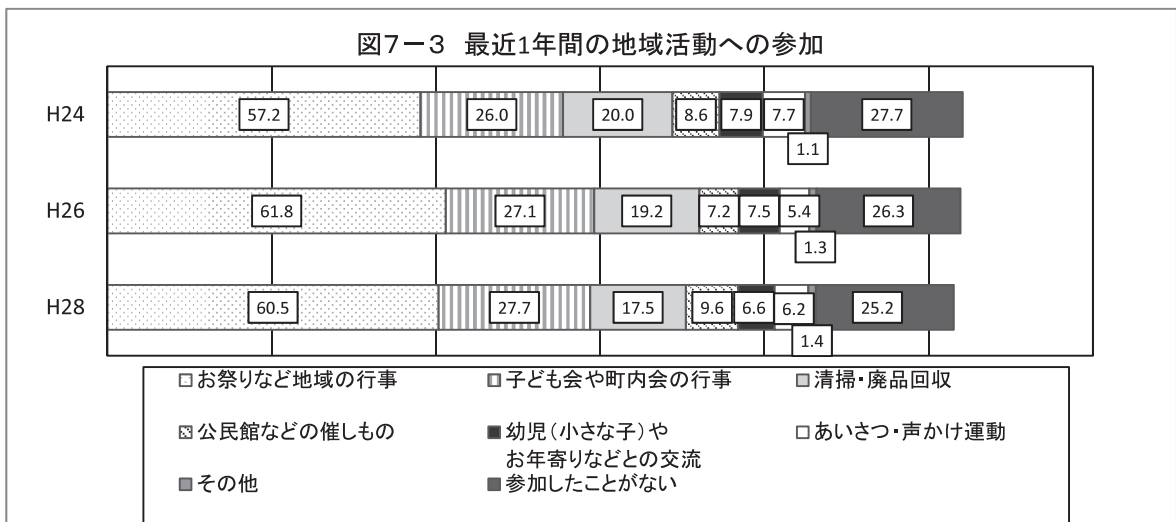 図7－3 最近1年間の地域活動への参加
H24
57.2 26.0 20.0 8.6 7.9 7.7 27.7
1.1
H26
61.8 27.1 19.2 7.2 7.5 5.4 26.3
1.3
H28
60.5 27.7 17.5 9.6 6.6 6.2 25.2
1.4
お祭りなど地域の行事 子ども会や町内会の行事 清掃・廃品回収
公民館などの催しもの 幼児(小さな子)や あいさつ・声かけ運動
お年寄りなどとの交流
その他 参加したことがない